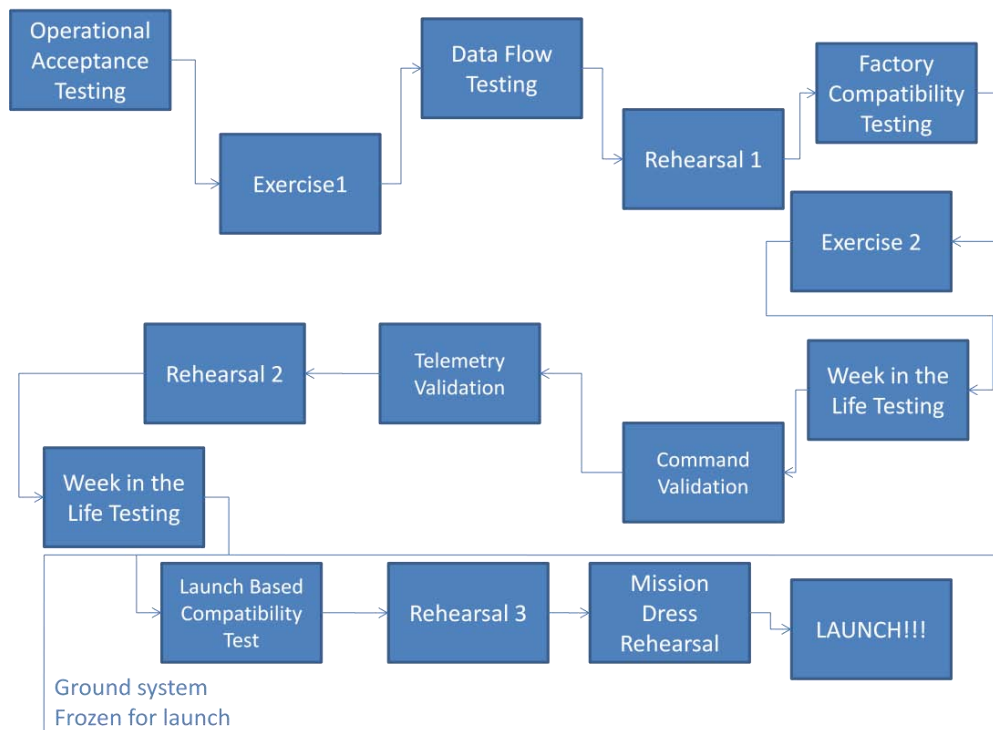 Operational
Acceptance
Testing
Exercise1
Data Flow
Testing
Rehearsal 1
Factory
Compatibility
Testing
Exercise 2
Week in the
Life Testing
Command
Validation
Telemetry
Validation
Rehearsal 2
Week in the
Life Testing
Launch Based
Compatibility
Test
Rehearsal 3
Mission
Dress
Rehearsal
LAUNCH!!!
Ground system
Frozen for launch